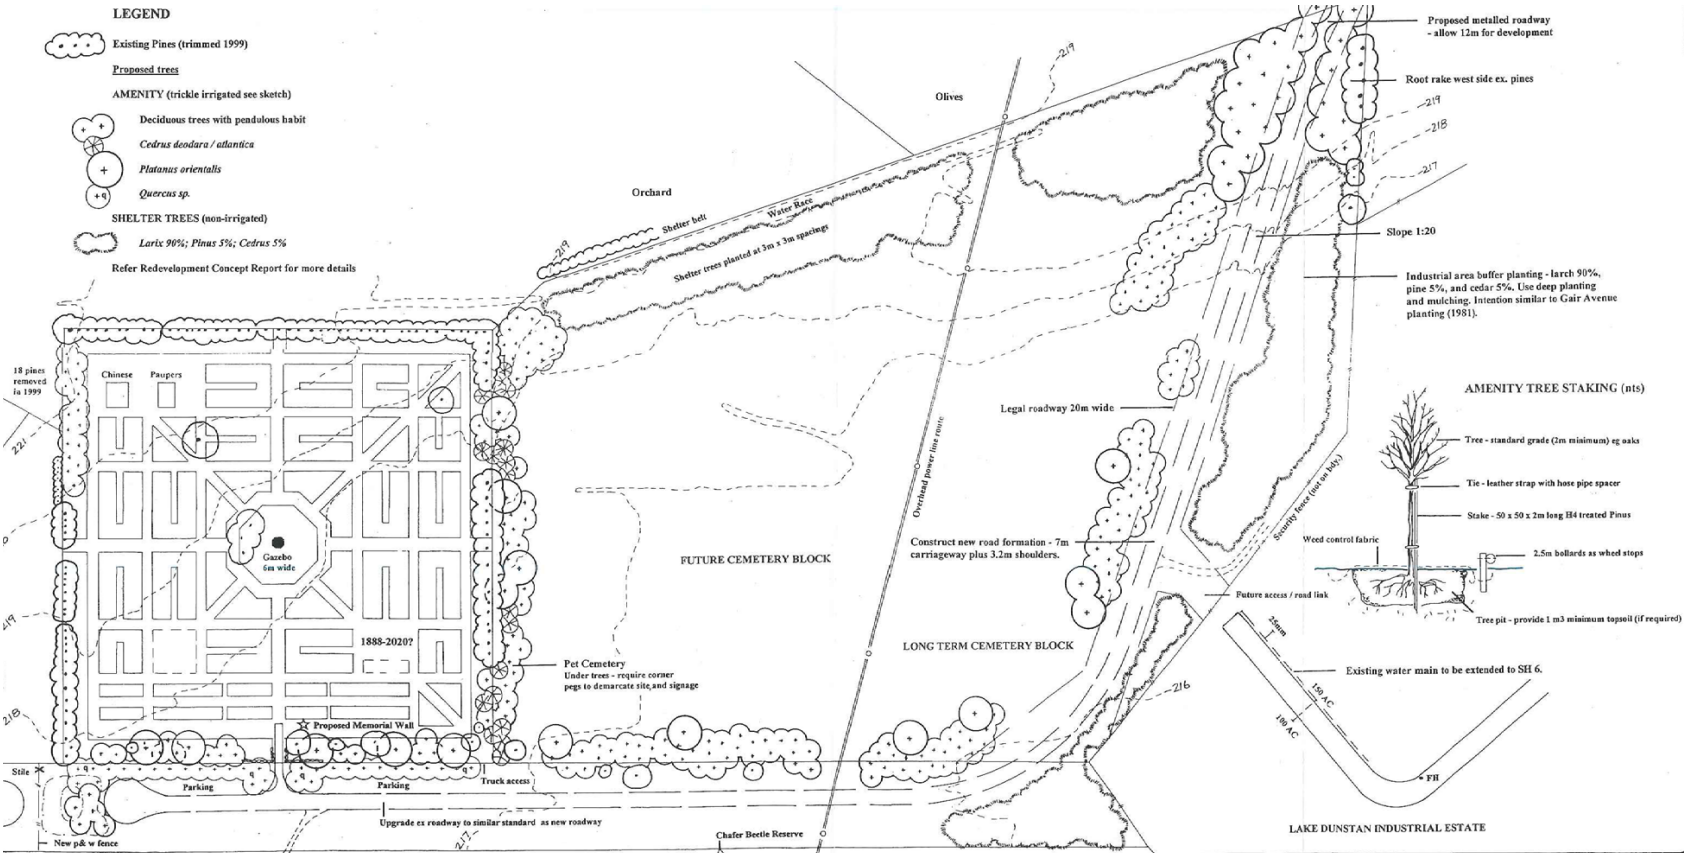 LEGEND
Existing Pines (trimmed 1999)
Proposed trees
AMENITY (trickle irrigated see sketch)
Deciduous trees with pendulous habit
Cedrus deodara / atlantica
Platanus orientalis
+q
Quercus sp.
SHELTER TREES (non-irrigated)
Larix 90%; Pinus 5%; Cedrus 5%
Refer Redevelopment Concept Report for more details
Proposed metalled roadway
- allow 12m for development
Root rake west side ex. pines
219
218
217
219
Olives
Orchard
Shelter belt
Water Race
219
Shelter trees planted at 3m x 3m spacings
Slope 1:20
Industrial area buffer planting - larch 90%,
pine 5%, and cedar 5%. Use deep planting
and mulching. Intention similar to Gair Avenue
planting (1981).
18 pines
removed
in 1999
Chinese
Paupers
221
Legal roadway 20m wide
Overhead power line route
Security fence (not on bdy.)
AMENITY TREE STAKING (nts)
Tree - standard grade (2m minimum) eg oaks
Tie - leather strap with hose pipe spacer
Stake - 50 x 50 x 2m long H4 treated Pinus
Weed control fabric
2.5m bollards as wheel stops
Tree pit - provide 1 m3 minimum topsoil (if required)
Gazebo
6m wide
FUTURE CEMETERY BLOCK
Construct new road formation - 7m
carriageway plus 3.2m shoulders.
Future access / road link
219
1888-2020?
LONG TERM CEMETERY BLOCK
Pet Cemetery
Under trees - require corner
pegs to demarcate site and signage
216
25mm
Existing water main to be extended to SH 6.
150 AC
100 AC
FH
218
Proposed Memorial Wall
Stile
Parking
Parking
Truck access
Upgrade ex roadway to similar standard as new roadway
217
New p& w fence
Chafer Beetle Reserve
LAKE DUNSTAN INDUSTRIAL ESTATE